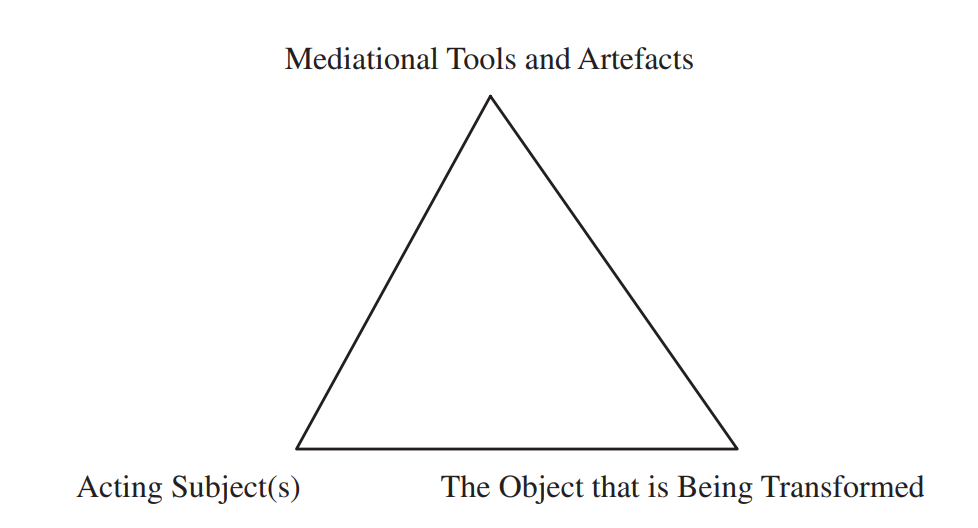 Mediational Tools and Artefacts
Acting Subject(s)
The Object that is Being Transformed